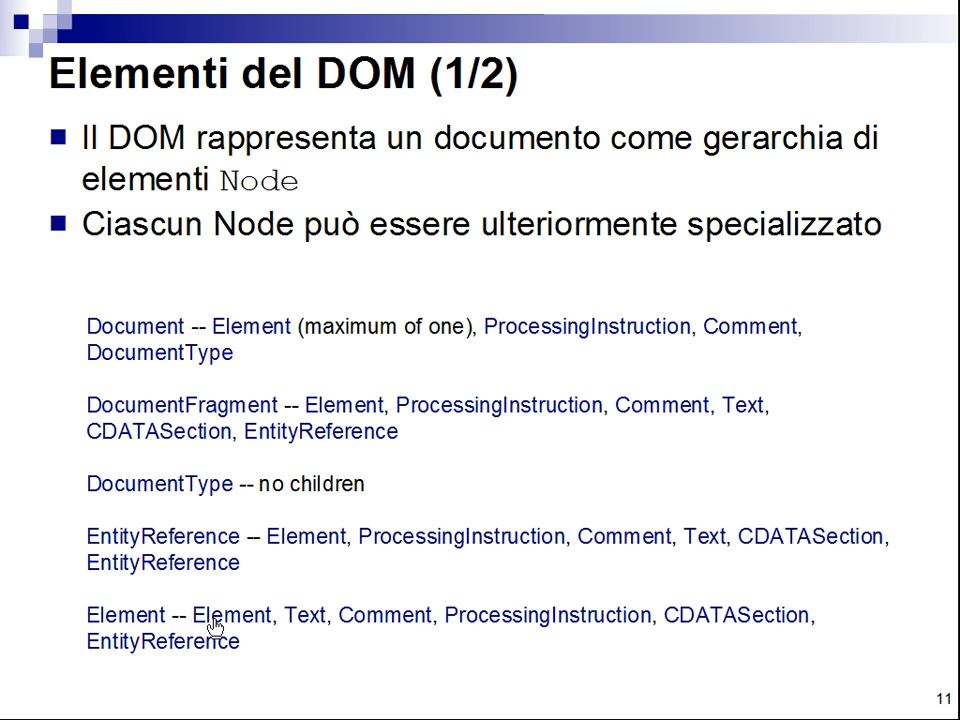 Elementi del DOM (1/2)
Il DOM rappresenta un documento come gerarchia di
elementi Node
Ciascun Node può essere ulteriormente specializzato
Document -- Element (maximum of one), ProcessingInstruction, Comment,
DocumentType
DocumentFragment -- Element, ProcessingInstruction, Comment, Text,
CDATASection, EntityReference
DocumentType -- no children
EntityReference -- Element, ProcessingInstruction, Comment, Text, CDATASection,
EntityReference
Element -- Element, Text, Comment, ProcessingInstruction, CDATASection,
EntityReference
11